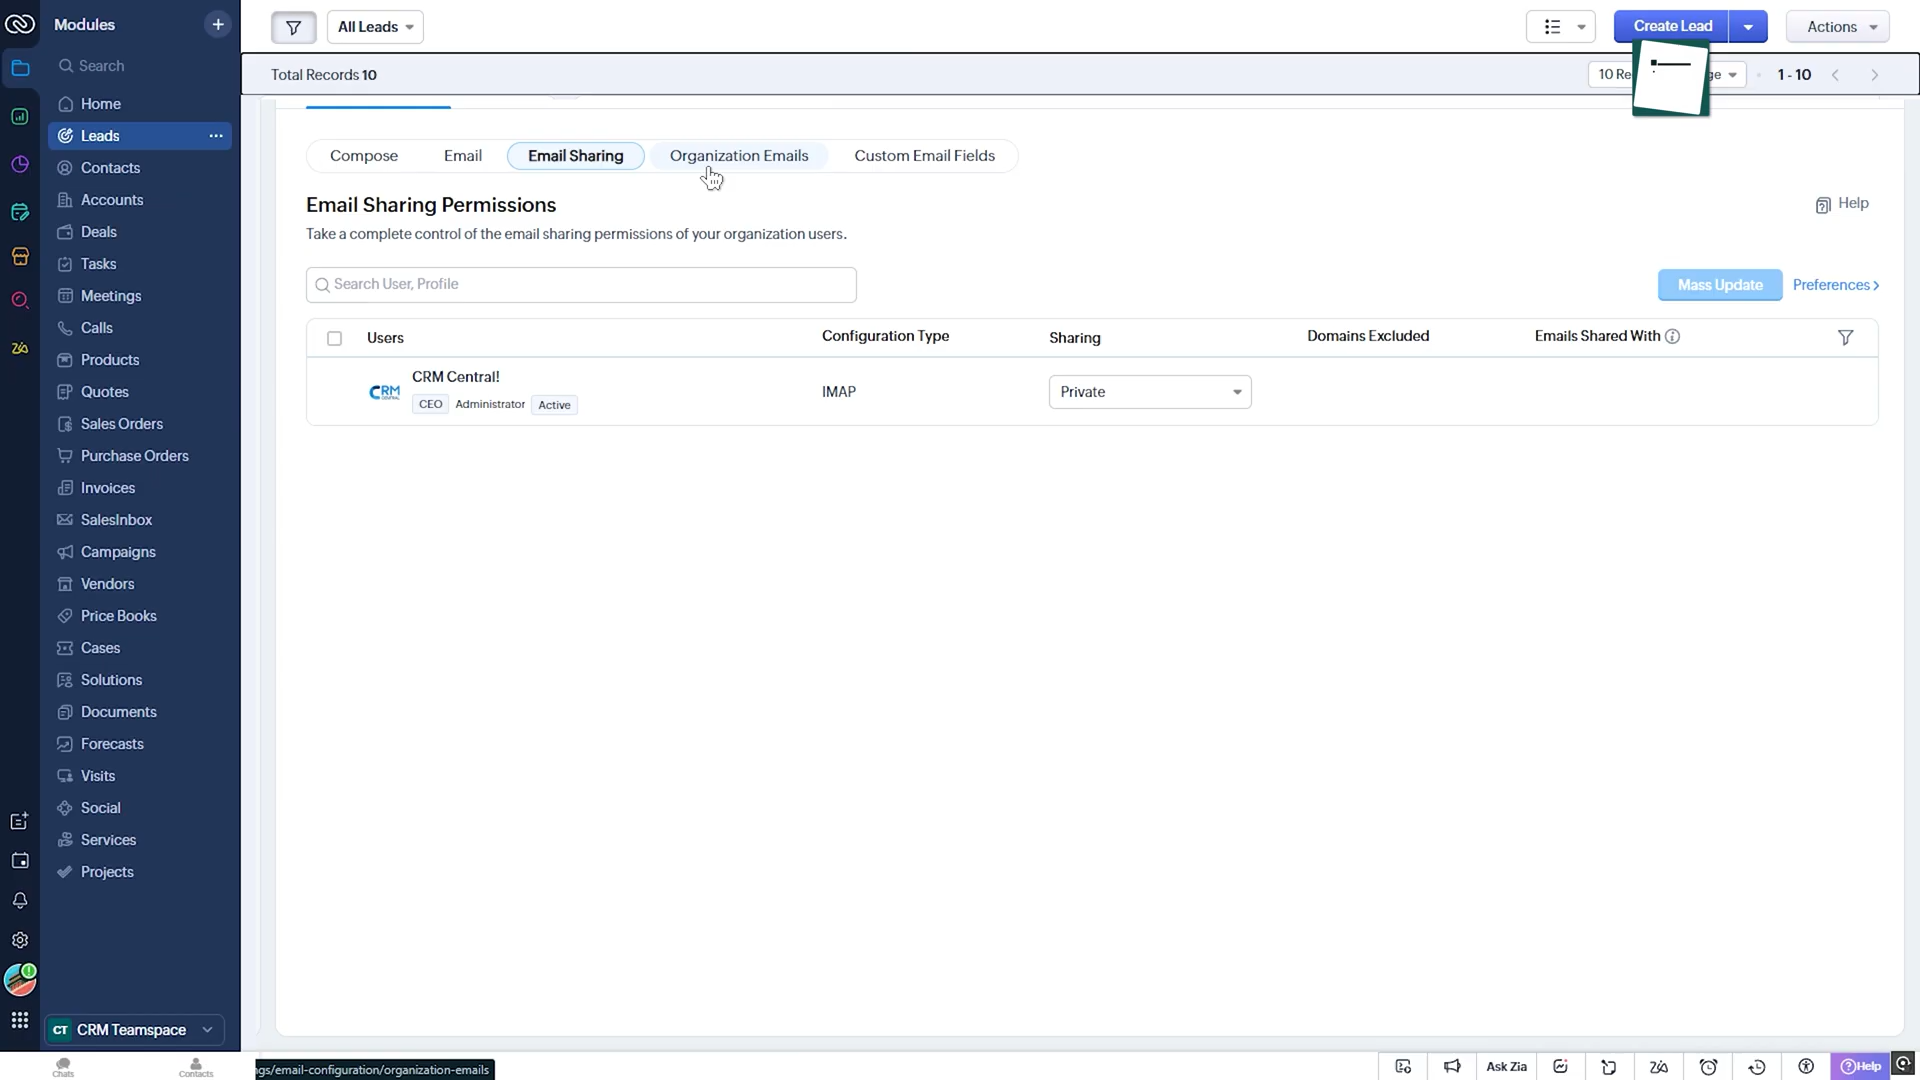 Modules
All Leads
Create Lead
Actions
Search
Total Records 10
10 Re
ge
1 - 10
Home
Leads
Contacts
Accounts
Deals
Tasks
Meetings
Calls
Products
Quotes
Sales Orders
Purchase Orders
Invoices
SalesInbox
Campaigns
Vendors
Price Books
Cases
Solutions
Documents
Forecasts
Visits
Social
Services
Projects
CT CRM Teamspace
Compose Email Email Sharing Organization Emails Custom Email Fields
Email Sharing Permissions
Help
Take a complete control of the email sharing permissions of your organization users.
Search User, Profile
Mass Update
Preferences
Users Configuration Type Sharing Domains Excluded Emails Shared With
CRM Central!
CRM
CEO Administrator Active
IMAP
Private
Chats
Contacts
ngs/email-configuration/organization-emails
Ask Zia
Help